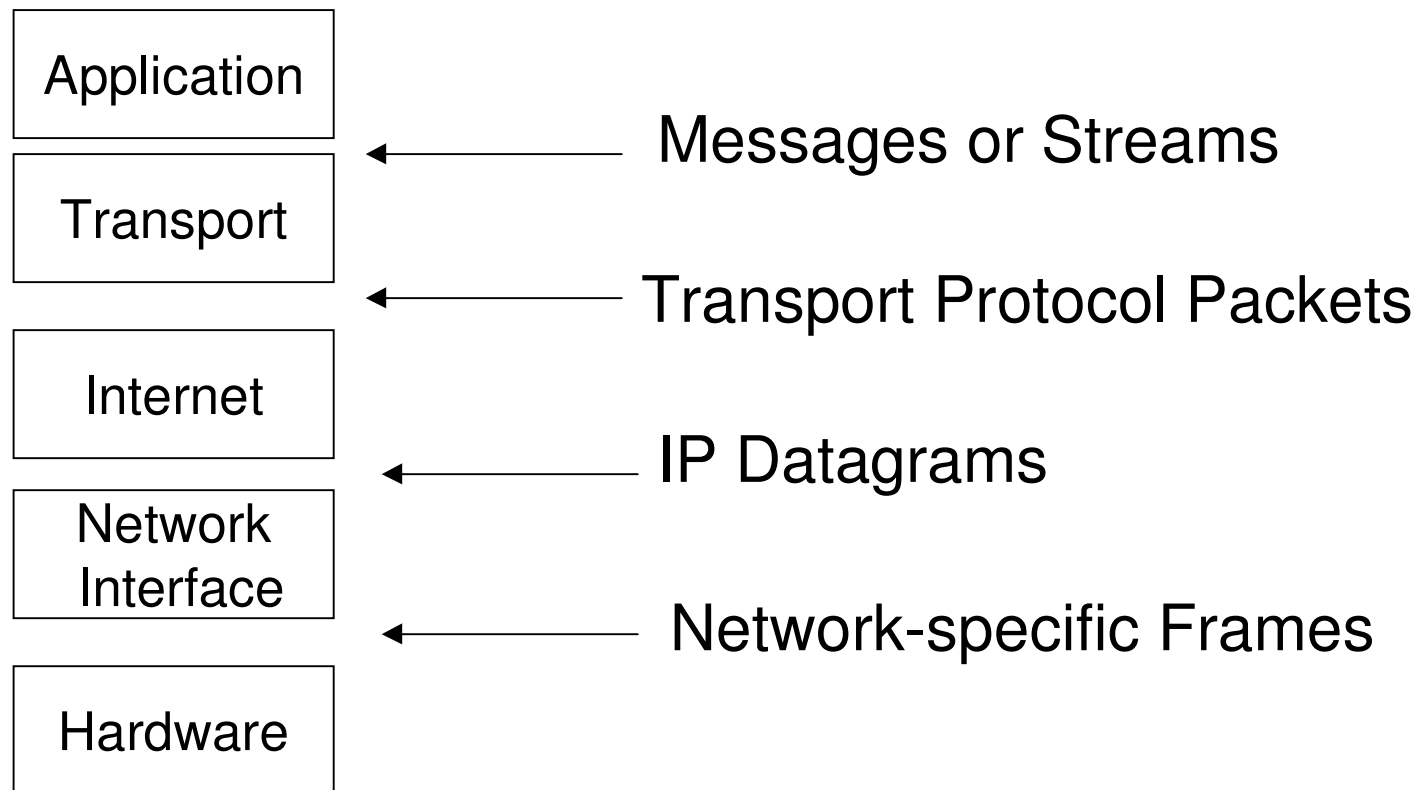 Application
Messages or Streams
Transport
Transport Protocol Packets
Internet
IP Datagrams
Network
Interface
Network-specific Frames
Hardware